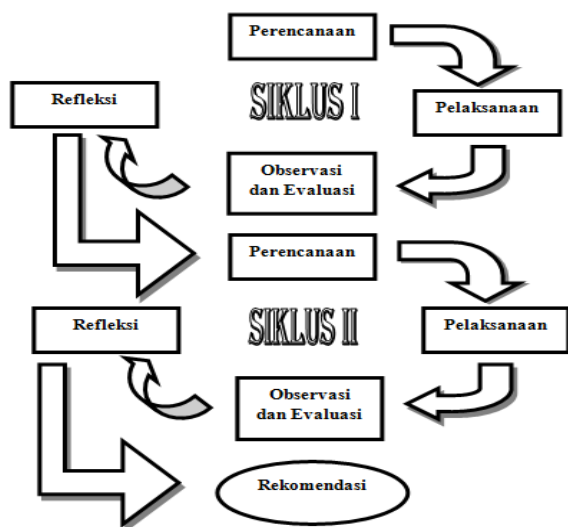 Perencanaan
Refleksi
SIKLUS I
Pelaksanaan
Observasi
dan Evaluasi
Perencanaan
Refleksi
SIKLUS II
Pelaksanaan
Observasi
dan Evaluasi
Rekomendasi